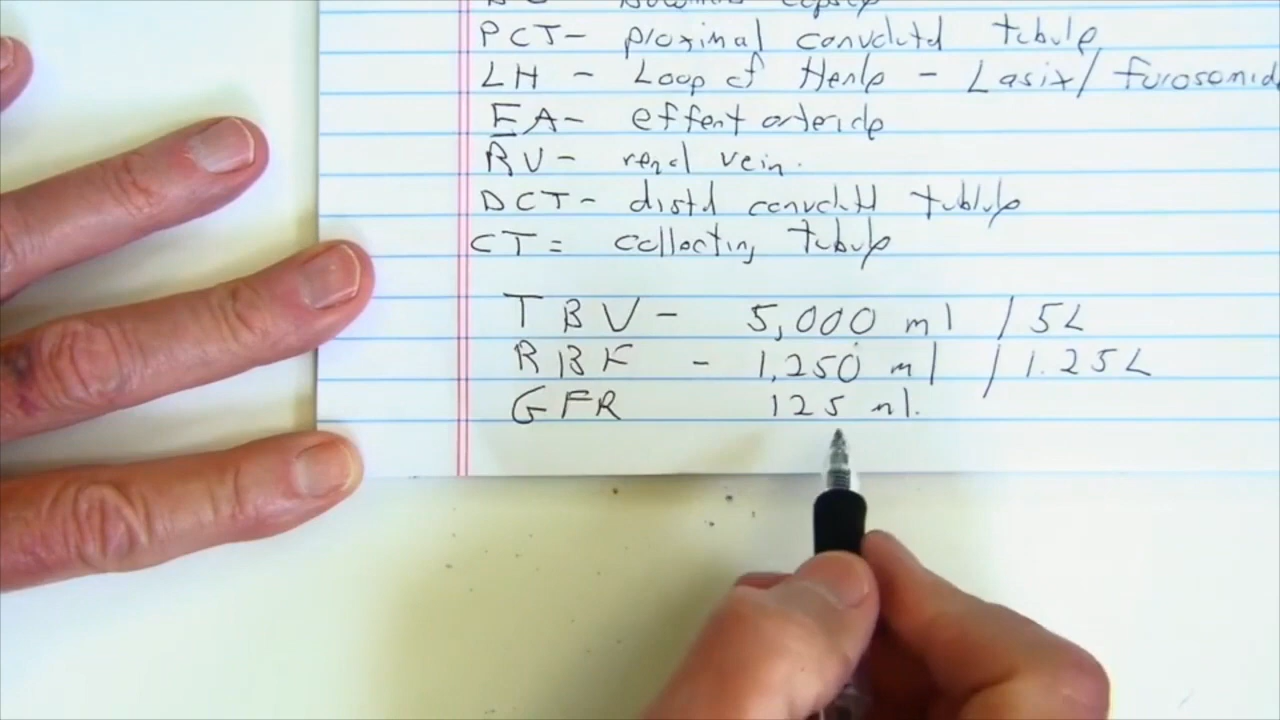 PCT- proximal convoluted tubule
LH - Loop of Henle - Lasix/furosomid
EA- efferent arteriole
RV- renal vein.
DCT- distal convoluted tubule
CT= collecting tubule
TBV- 5,000 ml / 5L
RBF - 1,250 ml / 1.25L
GFR 125 ml.